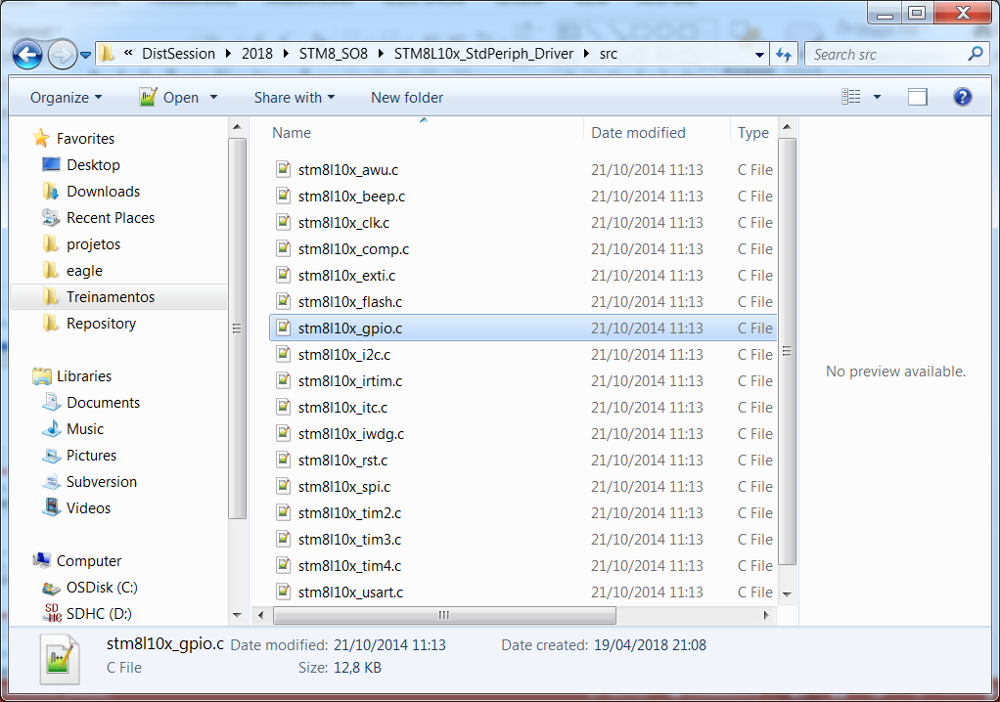 « DistSession 2018 STM8_SO8 STM8L10x_StdPeriph_Driver src Search src
Organize Open Share with New folder
Favorites
Desktop
Downloads
Recent Places
projetos
eagle
Treinamentos
Repository
Libraries
Documents
Music
Pictures
Subversion
Videos
Computer
OSDisk (C:)
SDHC (D:)
Name Date modified Type
stm8l10x_awu.c 21/10/2014 11:13 C File
stm8l10x_beep.c 21/10/2014 11:13 C File
stm8l10x_clk.c 21/10/2014 11:13 C File
stm8l10x_comp.c 21/10/2014 11:13 C File
stm8l10x_exti.c 21/10/2014 11:13 C File
stm8l10x_flash.c 21/10/2014 11:13 C File
stm8l10x_gpio.c 21/10/2014 11:13 C File
stm8l10x_i2c.c 21/10/2014 11:13 C File
stm8l10x_irtim.c 21/10/2014 11:13 C File
stm8l10x_itc.c 21/10/2014 11:13 C File
stm8l10x_iwdg.c 21/10/2014 11:13 C File
stm8l10x_rst.c 21/10/2014 11:13 C File
stm8l10x_spi.c 21/10/2014 11:13 C File
stm8l10x_tim2.c 21/10/2014 11:13 C File
stm8l10x_tim3.c 21/10/2014 11:13 C File
stm8l10x_tim4.c 21/10/2014 11:13 C File
stm8l10x_usart.c 21/10/2014 11:13 C File
No preview available.
stm8l10x_gpio.c Date modified: 21/10/2014 11:13 Date created: 19/04/2018 21:08
C File Size: 12,8 KB